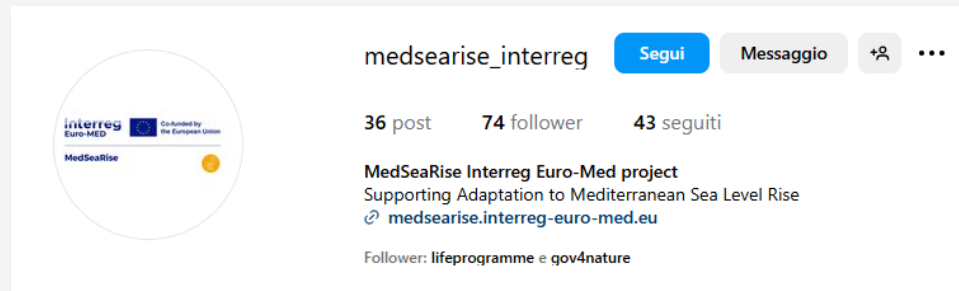 medsearise_interreg Segui Messaggio
36 post 74 follower 43 seguiti
Interreg
Euro-MED
Co-funded by
the European Union
MedSeaRise
MedSeaRise Interreg Euro-Med project
Supporting Adaptation to Mediterranean Sea Level Rise
medsearise.interreg-euro-med.eu
Follower: lifeprogramme e gov4nature